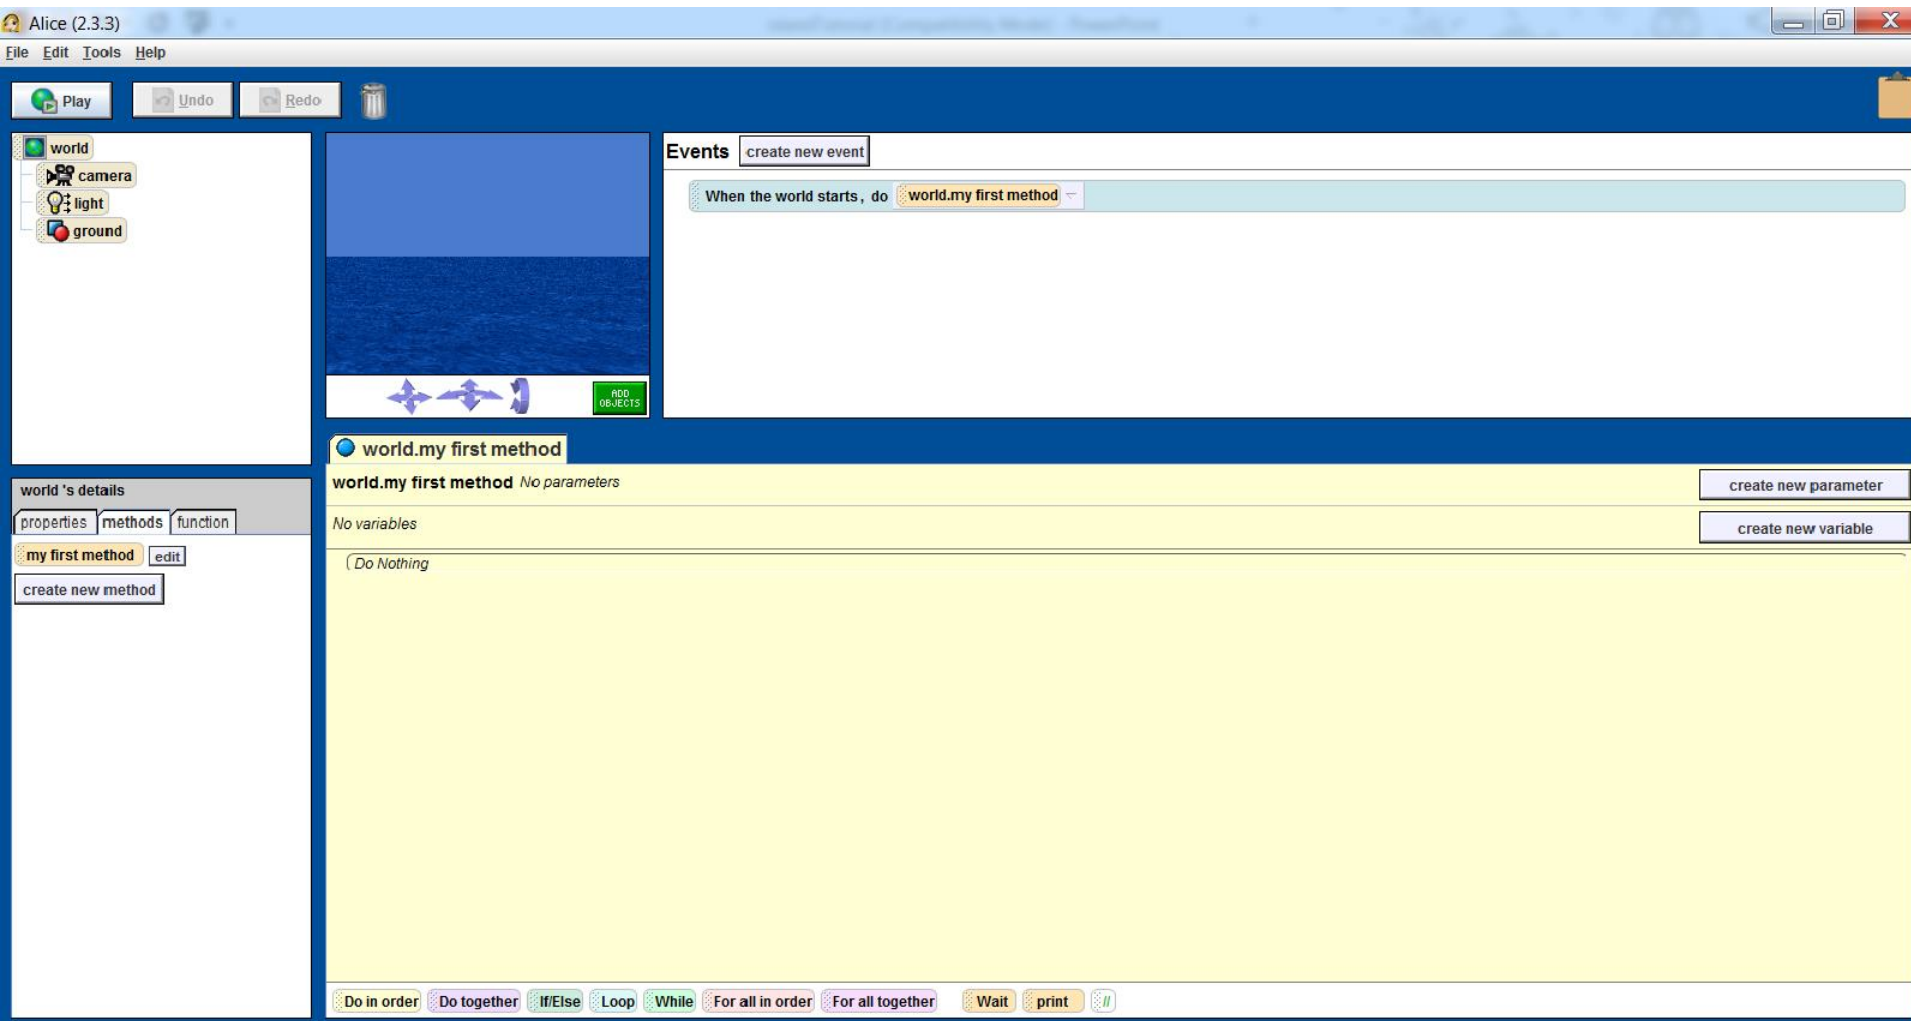 Alice (2.3.3)
File Edit Tools Help
Play Undo Redo
world
camera
light
ground
Events create new event
When the world starts, do world.my first method
ADD
OBJECTS
world 's details
properties methods function
my first method edit
create new method
world.my first method
world.my first method No parameters create new parameter
No variables create new variable
Do Nothing
Do in order Do together If/Else Loop While For all in order For all together Wait print //